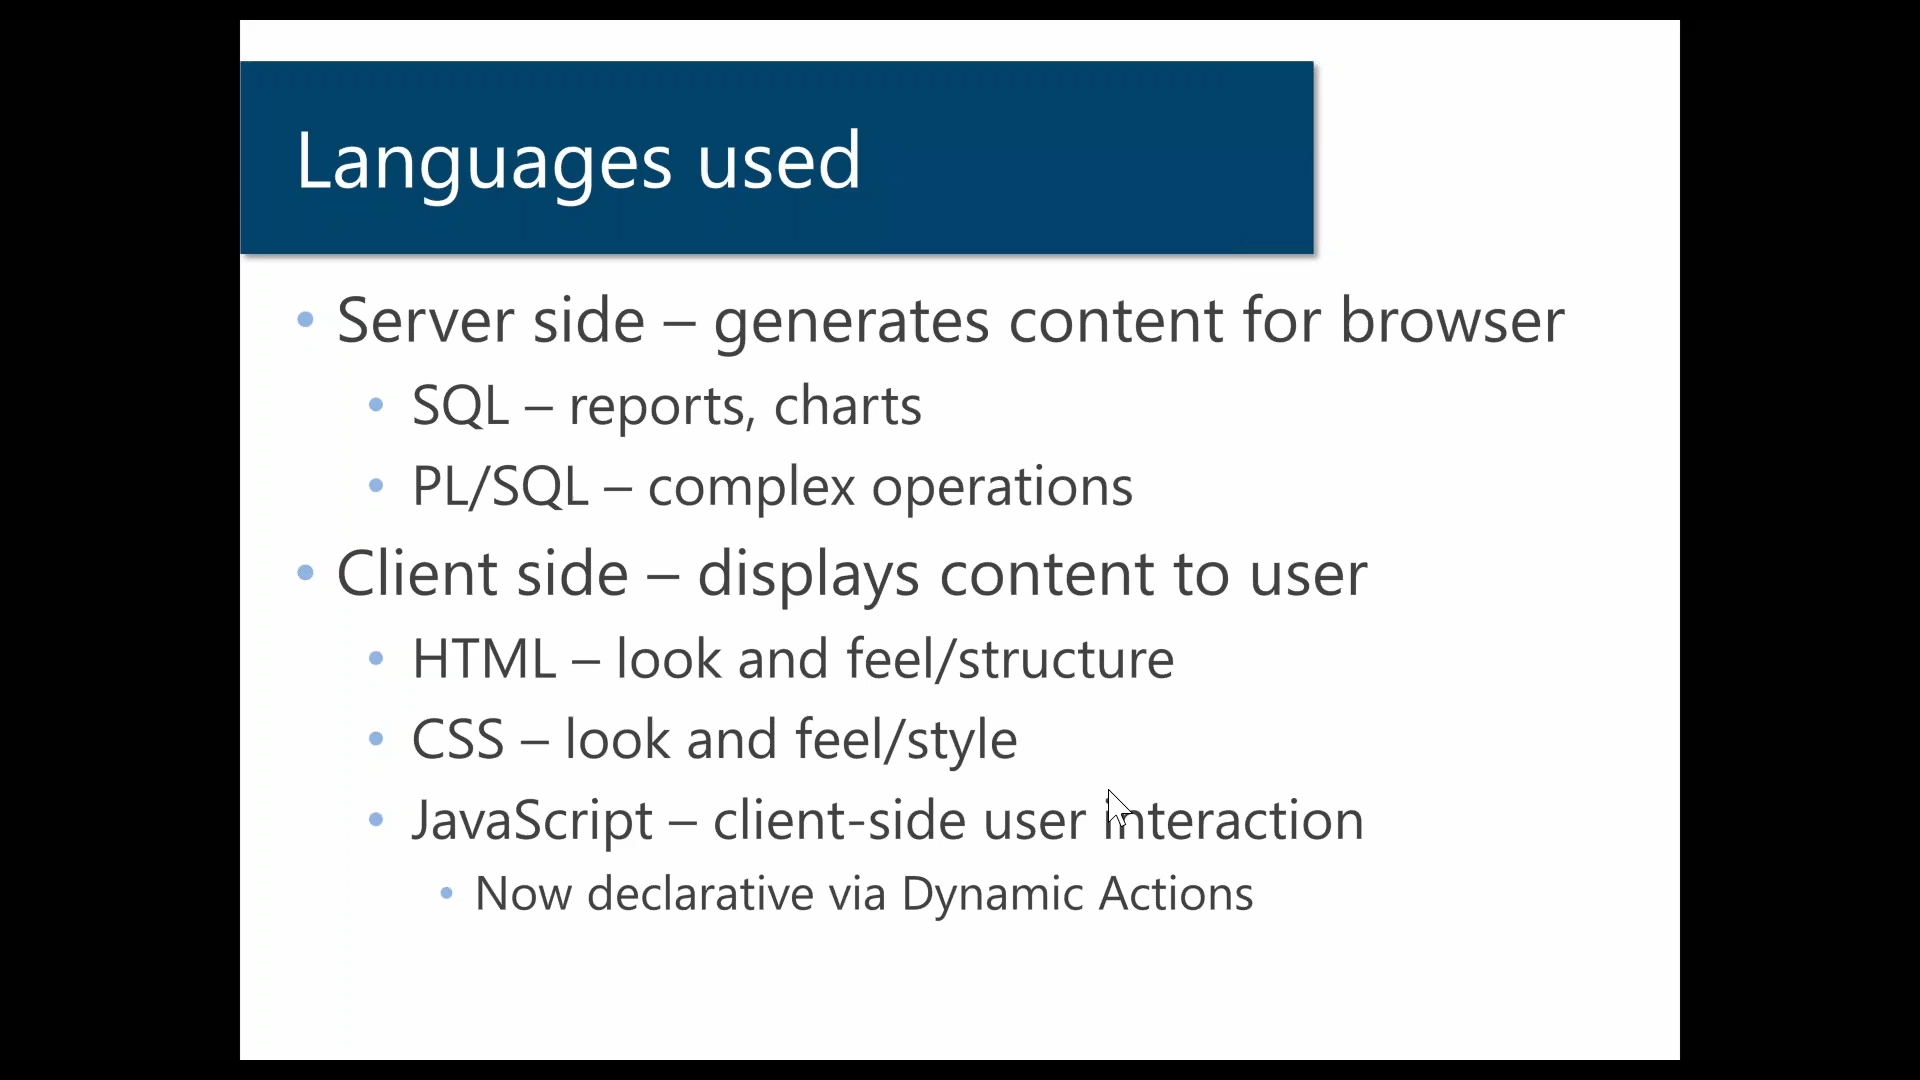 Languages used
• Server side – generates content for browser
• SQL – reports, charts
• PL/SQL – complex operations
• Client side – displays content to user
• HTML – look and feel/structure
• CSS – look and feel/style
• JavaScript – client-side user interaction
• Now declarative via Dynamic Actions